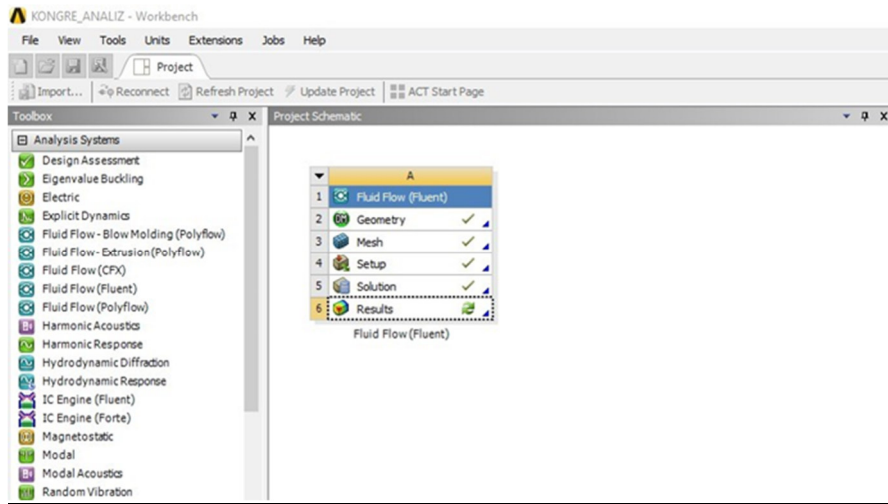 KONGRE_ANALIZ - Workbench
File View Tools Units Extensions Jobs Help
Project
Import... Reconnect Refresh Project Update Project ACT Start Page
Toolbox
Project Schematic
Analysis Systems
Design Assessment
Eigenvalue Buckling
Electric
Explicit Dynamics
Fluid Flow - Blow Molding (Polyflow)
Fluid Flow - Extrusion (Polyflow)
Fluid Flow (CFX)
Fluid Flow (Fluent)
Fluid Flow (Polyflow)
Harmonic Acoustics
Harmonic Response
Hydrodynamic Diffraction
Hydrodynamic Response
IC Engine (Fluent)
IC Engine (Forte)
Magnetostatic
Modal
Modal Acoustics
Random Vibration
A
1 Fluid Flow (Fluent)
2 Geometry
3 Mesh
4 Setup
5 Solution
6 Results
Fluid Flow (Fluent)